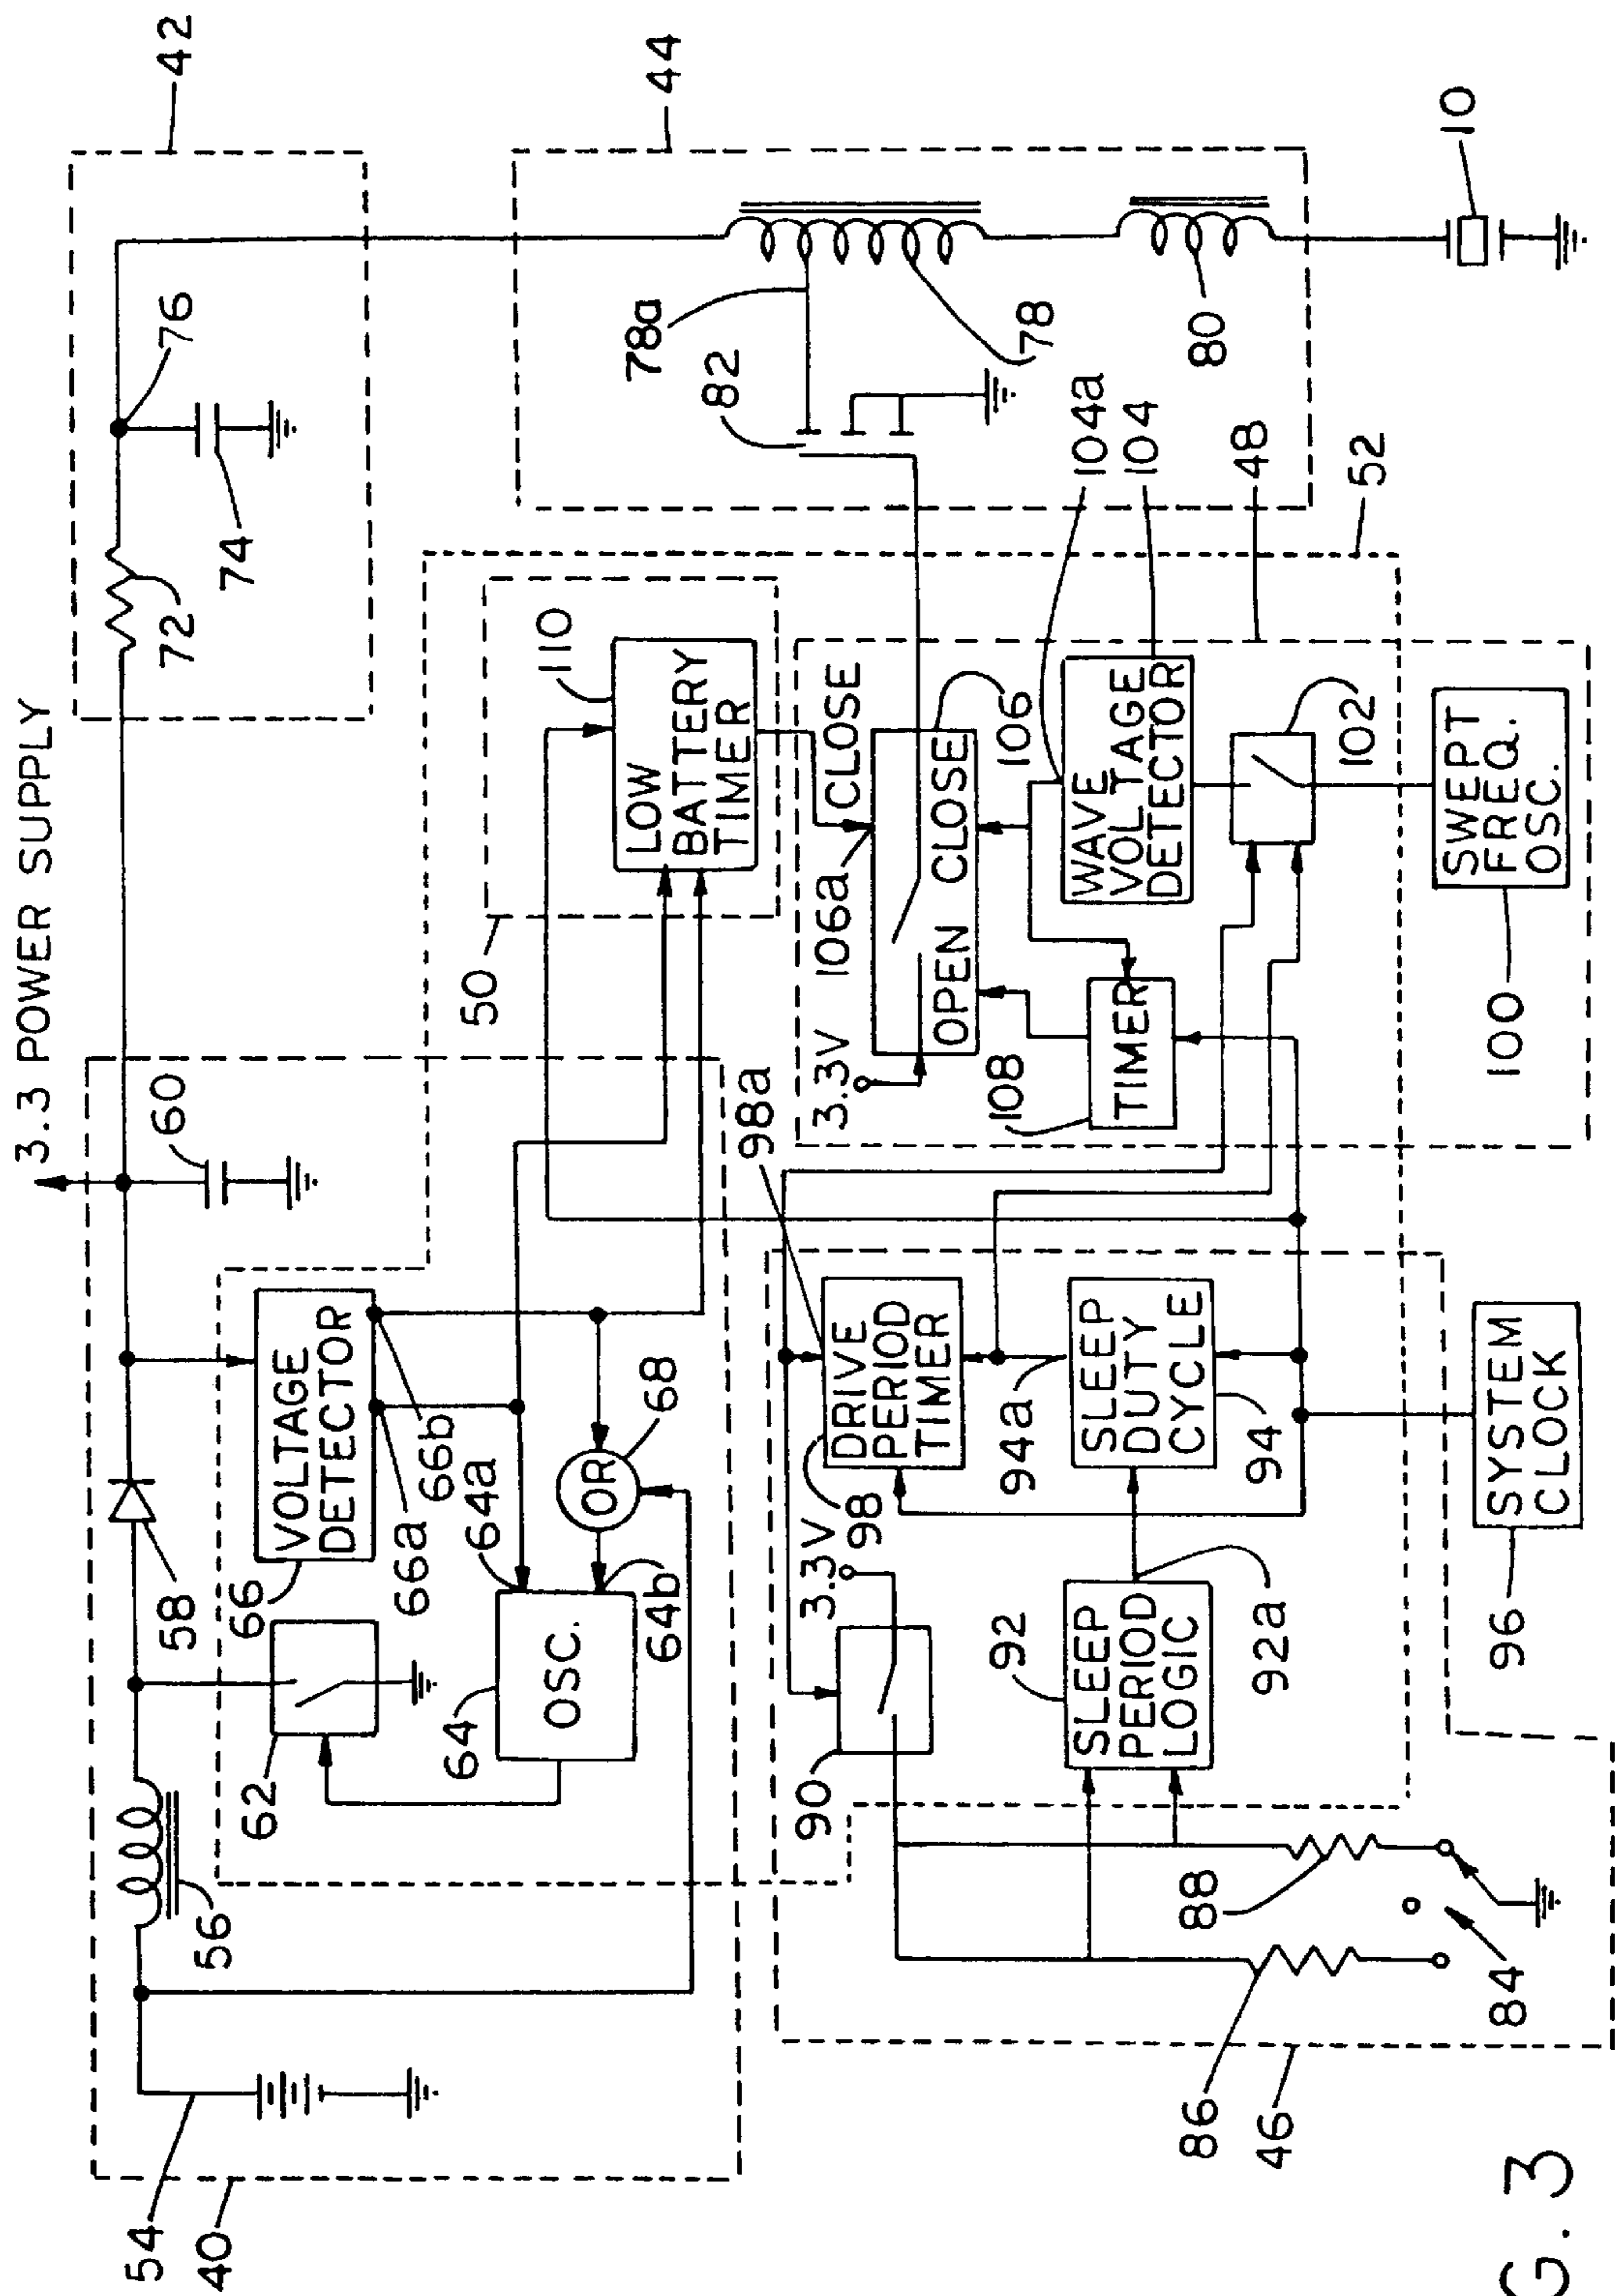 3.3 POWER SUPPLY
42
44
10
76
74
72
78a
78
80
82
104a
104
48
52
110
LOW
BATTERY
TIMER
50
CLOSE
106a
106
OPEN CLOSE
3.3V
WAVE
VOLTAGE
DETECTOR
102
108
TIMER
SWEPT
FREQ.
OSC.
100
60
58
56
54
40
66
VOLTAGE
DETECTOR
66a
66b
64a
64b
68
OR
62
64
OSC.
98a
98
DRIVE
PERIOD
TIMER
94a
SLEEP
DUTY
CYCLE
94
3.3V
90
92
SLEEP
PERIOD
LOGIC
92a
SYSTEM
CLOCK
96
88
86
84
46
G. 3